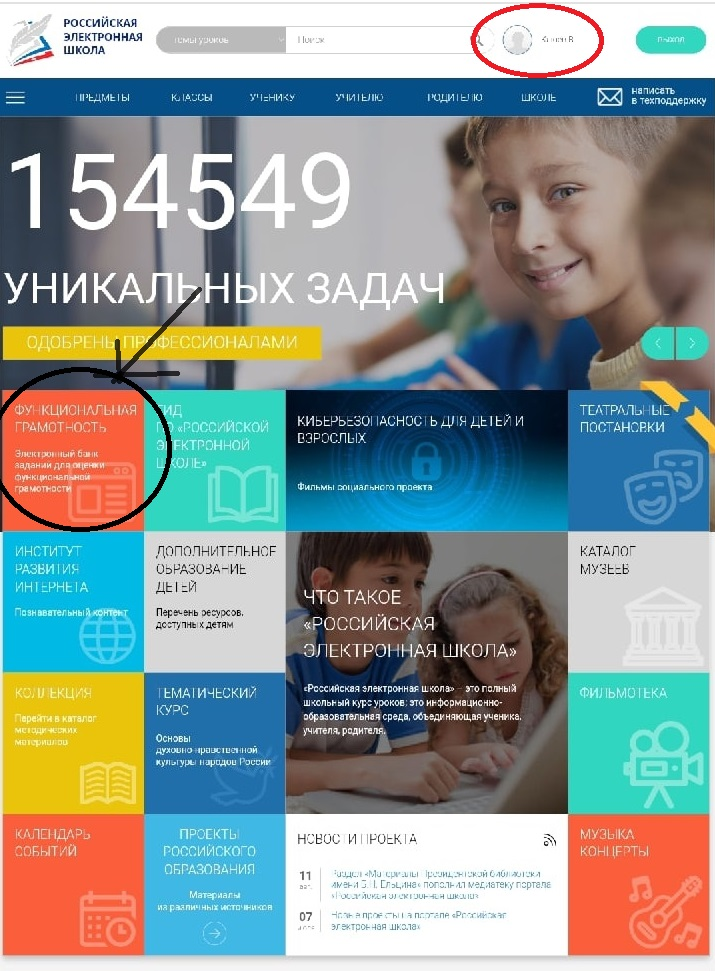 РОССИЙСКАЯ
ЭЛЕКТРОННАЯ
ШКОЛА
темы уроков
Поиск
В.
ВЫХОД
ПРЕДМЕТЫ
КЛАССЫ
УЧЕНИКУ
УЧИТЕЛЮ
РОДИТЕЛЮ
ШКОЛЕ
написать
в техподдержку
154549
УНИКАЛЬНЫХ ЗАДАЧ
ОДОБРЕНЫ ПРОФЕССИОНАЛАМИ
ФУНКЦИОНАЛЬНАЯ
ГРАМОТНОСТЬ
Электронный банк
заданий для оценки
функциональной
грамотности
ГИД
ПО «РОССИЙСКОЙ
ЭЛЕКТРОННОЙ
ШКОЛЕ»
КИБЕРБЕЗОПАСНОСТЬ ДЛЯ ДЕТЕЙ И
ВЗРОСЛЫХ
Фильмы социального проекта
ТЕАТРАЛЬНЫЕ
ПОСТАНОВКИ
ИНСТИТУТ
РАЗВИТИЯ
ИНТЕРНЕТА
Познавательный контент
ДОПОЛНИТЕЛЬНОЕ
ОБРАЗОВАНИЕ
ДЕТЕЙ
Перечень ресурсов,
доступных детям
ЧТО ТАКОЕ
«РОССИЙСКАЯ
ЭЛЕКТРОННАЯ ШКОЛА»
«Российская электронная школа» – это полный
школьный курс уроков; это информационно-
образовательная среда, объединяющая ученика,
учителя, родителя.
КАТАЛОГ
МУЗЕЕВ
КОЛЛЕКЦИЯ
Перейти в каталог
методических
материалов
ТЕМАТИЧЕСКИЙ
КУРС
Основы
духовно-нравственной
культуры народов России
ФИЛЬМОТЕКА
КАЛЕНДАРЬ
СОБЫТИЙ
ПРОЕКТЫ
РОССИЙСКОГО
ОБРАЗОВАНИЯ
Материалы
из различных источников
НОВОСТИ ПРОЕКТА
11
авг.
Раздел «Материалы Президентской библиотеки
имени Б.Н. Ельцина» пополнил медиатеку портала
«Российская электронная школа»
07
июля
Новые проекты на портале «Российская
электронная школа»
МУЗЫКА
КОНЦЕРТЫ